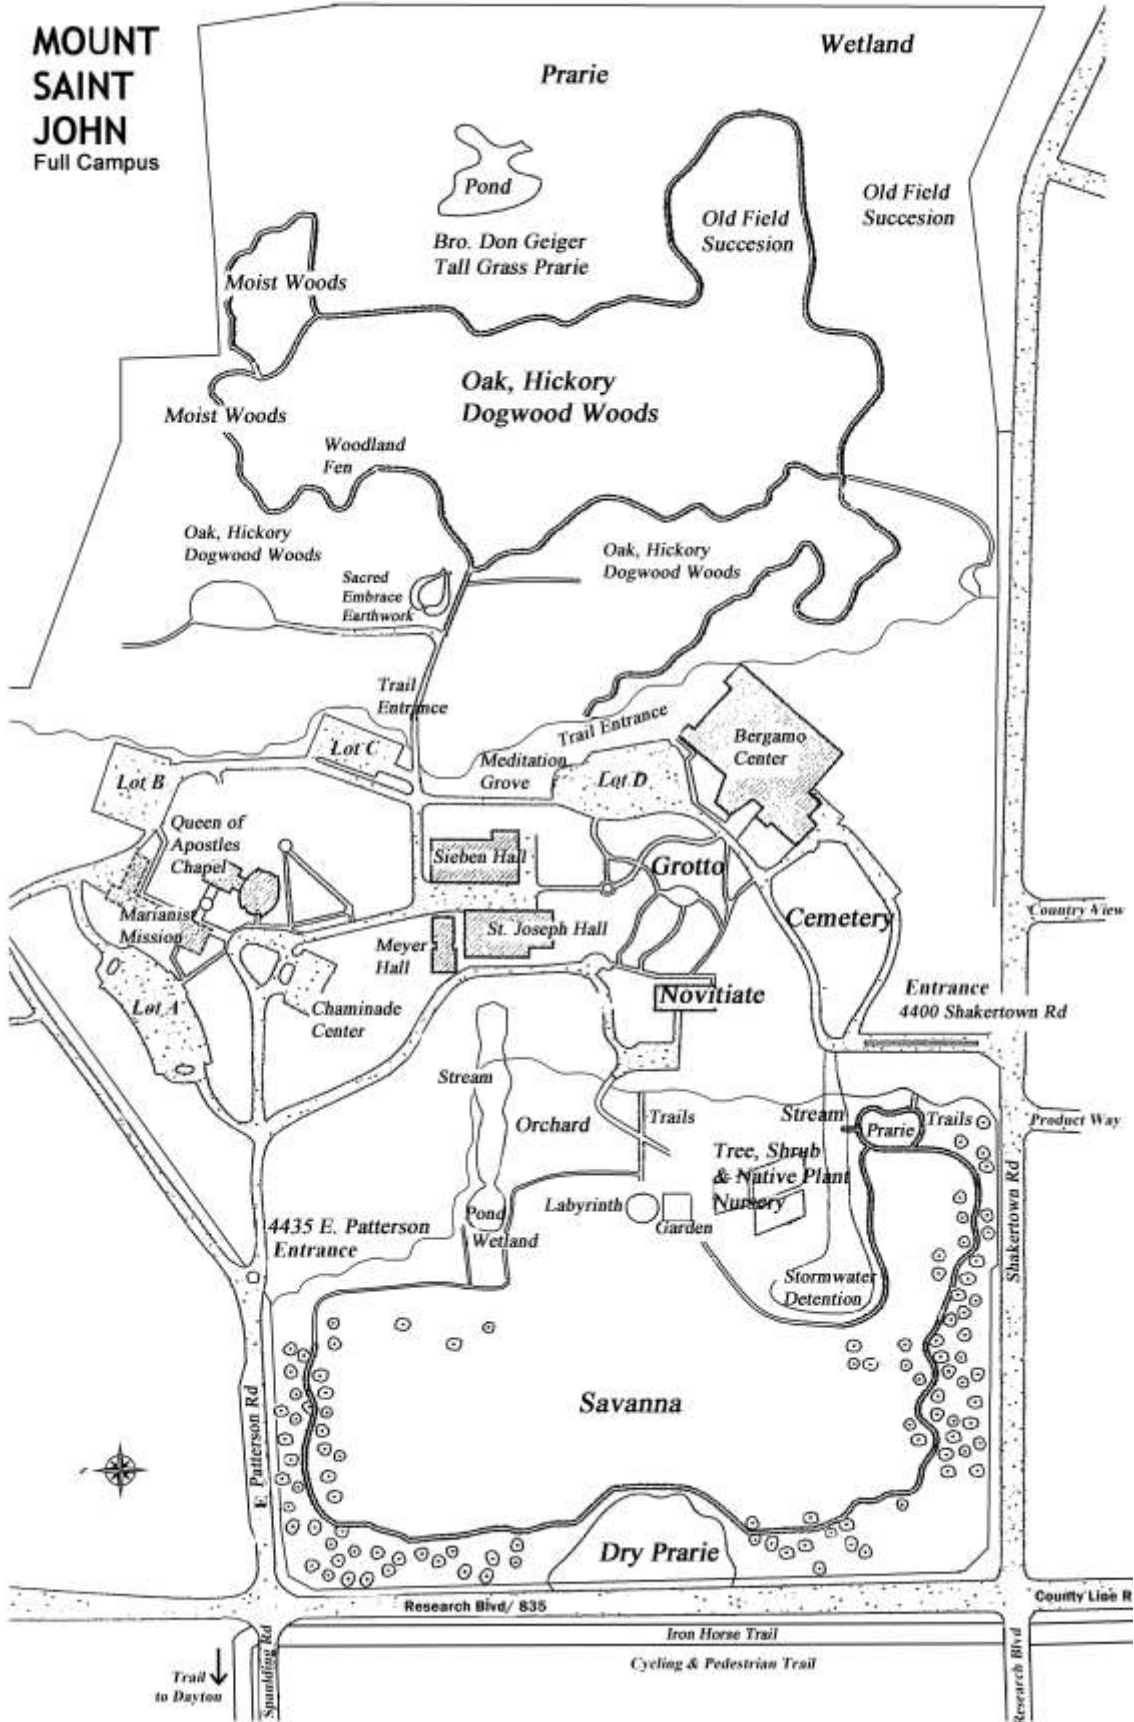 MOUNT
SAINT
JOHN
Full Campus
Wetland
Prarie
Pond
Old Field
Succesion
Old Field
Succesion
Bro. Don Geiger
Tall Grass Prarie
Moist Woods
Oak, Hickory
Dogwood Woods
Moist Woods
Woodland
Fen
Oak, Hickory
Dogwood Woods
Oak, Hickory
Dogwood Woods
Sacred
Embrace
Earthwork
Trail
Entrance
Trail Entrance
Bergamo
Center
Lot C
Meditation
Grove
Lot D
Lot B
Queen of
Apostles
Chapel
Sieben Hall
Grotto
Marianist
Mission
Cemetery
Country View
St. Joseph Hall
Meyer
Hall
Novitiate
Entrance
4400 Shakertown Rd
Lot A
Chaminade
Center
Stream
Orchard
Trails
Stream
Prarie
Trails
Product Way
Tree, Shrub
& Native Plant
Nursery
Labyrinth
Garden
Pond
Wetland
4435 E. Patterson
Entrance
Shakertown Rd
Stormwater
Detention
Savanna
E Patterson Rd
Dry Prarie
Research Blvd/ 835
County Line R
Iron Horse Trail
Cycling & Pedestrian Trail
Spaulding Rd
Research Blvd
Trail
to Dayton